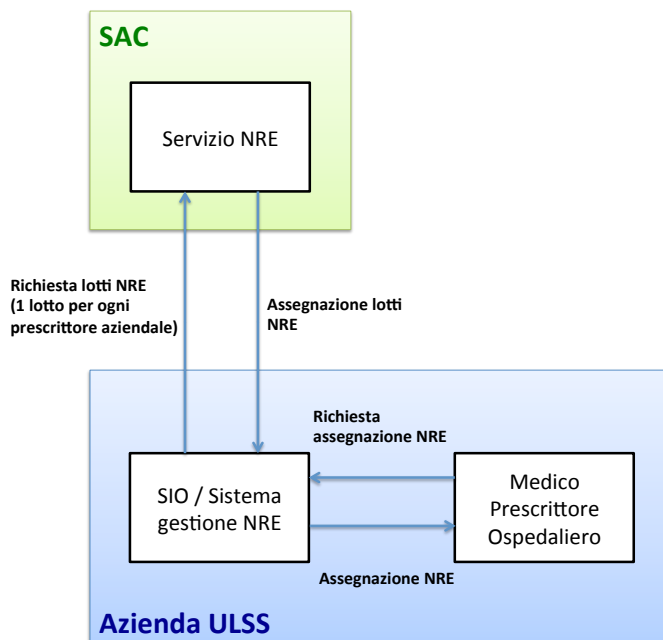 SAC
Servizio NRE
Richiesta lotti NRE
(1 lotto per ogni
prescrittore aziendale)
Assegnazione lotti
NRE
Richiesta
assegnazione NRE
SIO / Sistema
gestione NRE
Medico
Prescrittore
Ospedaliero
Assegnazione NRE
Azienda ULSS